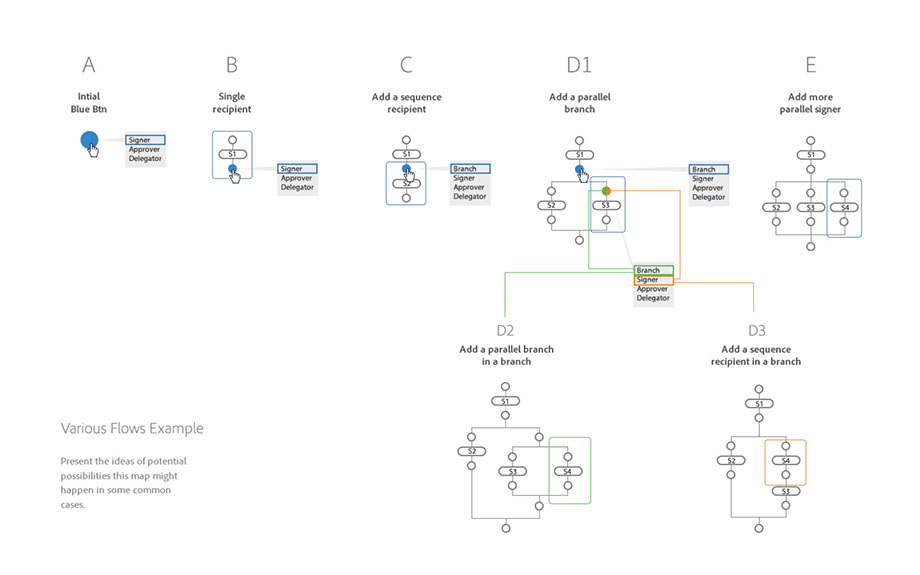 A
Intial
Blue Btn
Signer
Approver
Delegator
B
Single
recipient
S1
Signer
Approver
Delegator
C
Add a sequence
recipient
S1
S2
Branch
Signer
Approver
Delegator
D1
Add a parallel
branch
S1
S2
S3
Branch
Signer
Approver
Delegator
Branch
Signer
Approver
Delegator
E
Add more
parallel signer
S1
S2
S3
S4
D2
Add a parallel branch
in a branch
S1
S2
S3
S4
D3
Add a sequence
recipient in a branch
S1
S2
S4
S3
Various Flows Example
Present the ideas of potential
possibilities this map might
happen in some common
cases.